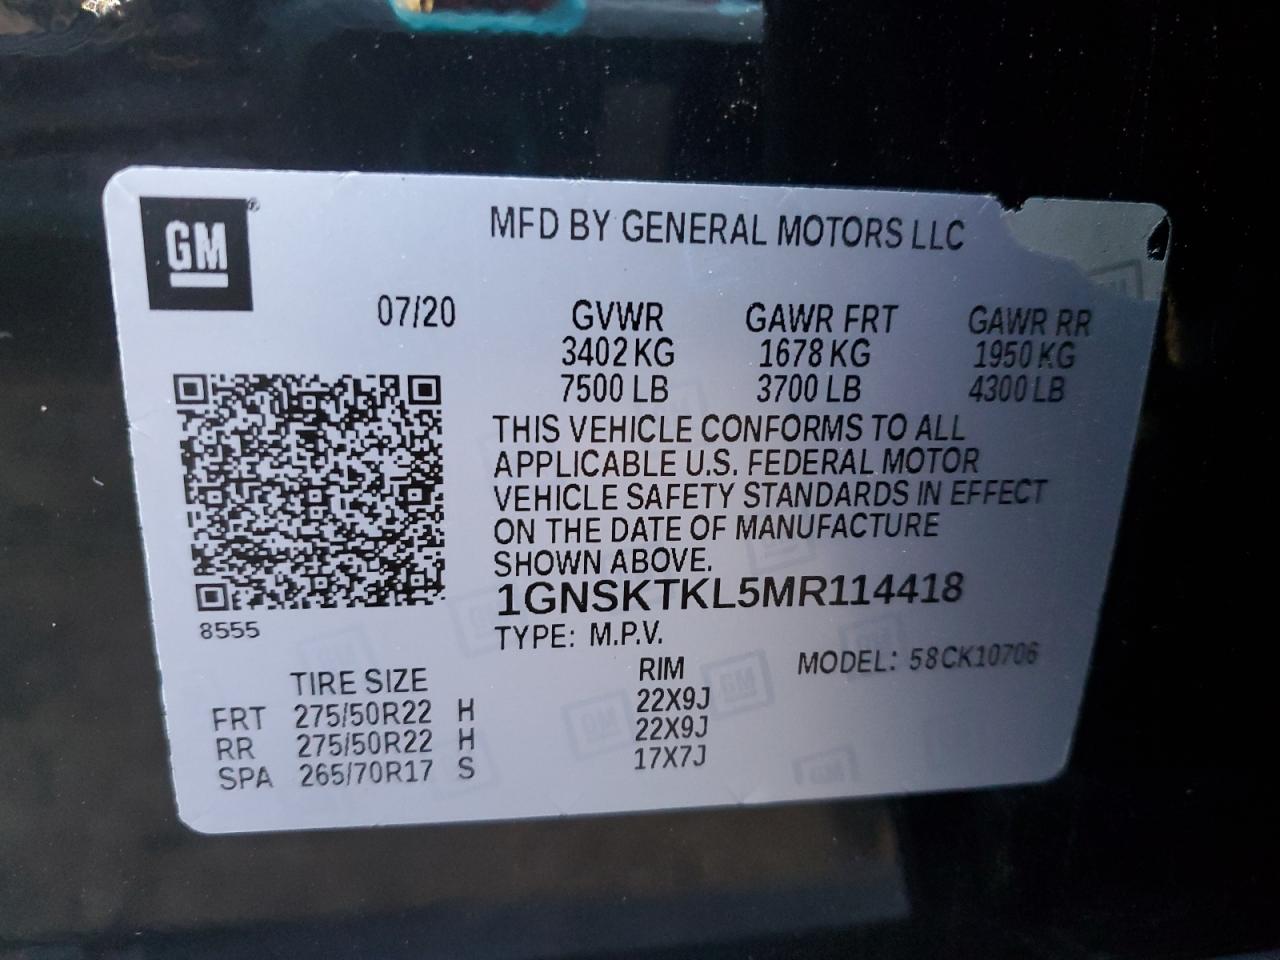 GM®
MFD BY GENERAL MOTORS LLC
07/20
GVWR GAWR FRT GAWR RR
3402 KG 1678 KG 1950 KG
7500 LB 3700 LB 4300 LB
THIS VEHICLE CONFORMS TO ALL
APPLICABLE U.S. FEDERAL MOTOR
VEHICLE SAFETY STANDARDS IN EFFECT
ON THE DATE OF MANUFACTURE
SHOWN ABOVE.
1GNSKTKL5MR114418
8555
TYPE: M.P.V.
MODEL: 58CK10706
TIRE SIZE RIM
FRT 275/50R22 H 22X9J
RR 275/50R22 H 22X9J
SPA 265/70R17 S 17X7J